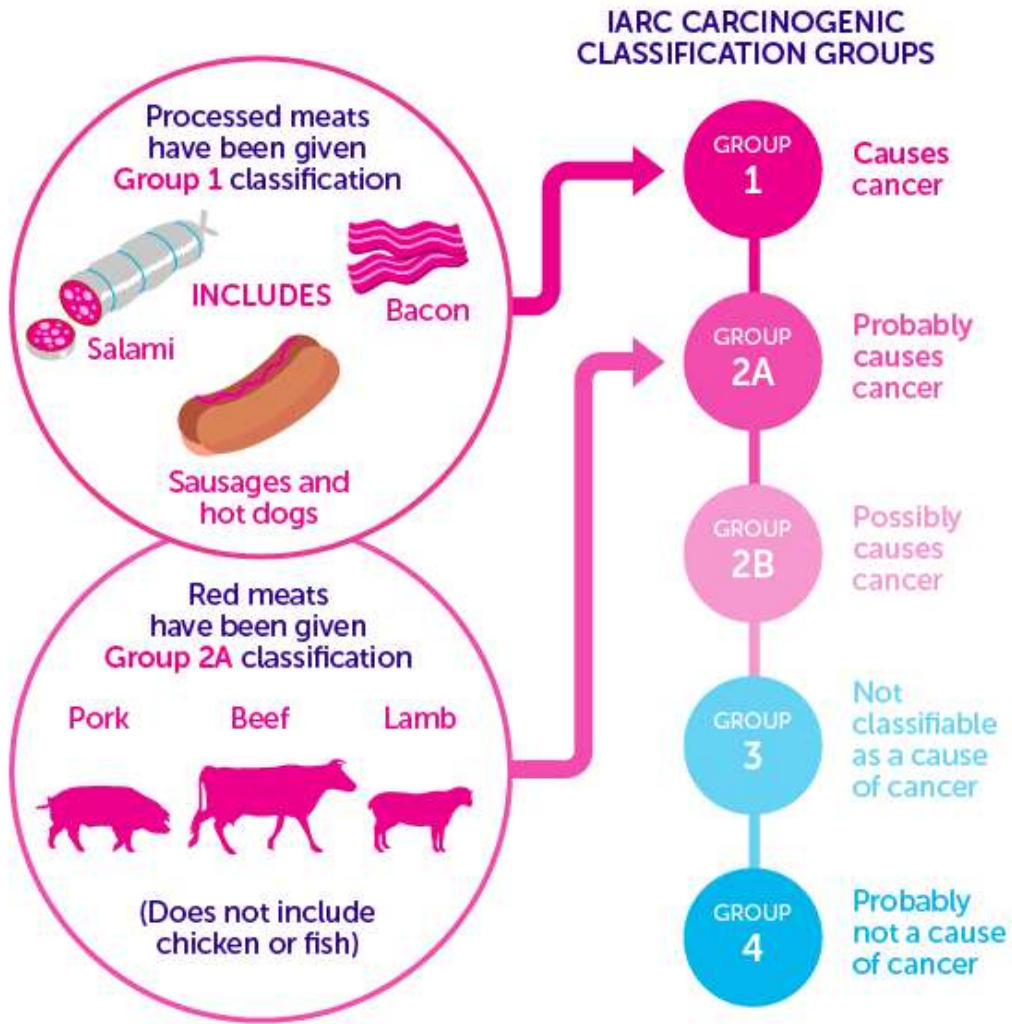 IARC CARCINOGENIC
CLASSIFICATION GROUPS
Processed meats
have been given
Group 1 classification
INCLUDES
Bacon
Salami
Sausages and
hot dogs
Red meats
have been given
Group 2A classification
Pork
Beef
Lamb
(Does not include
chicken or fish)
GROUP
1
Causes
cancer
GROUP
2A
Probably
causes
cancer
GROUP
2B
Possibly
causes
cancer
GROUP
3
Not
classifiable
as a cause
of cancer
GROUP
4
Probably
not a cause
of cancer